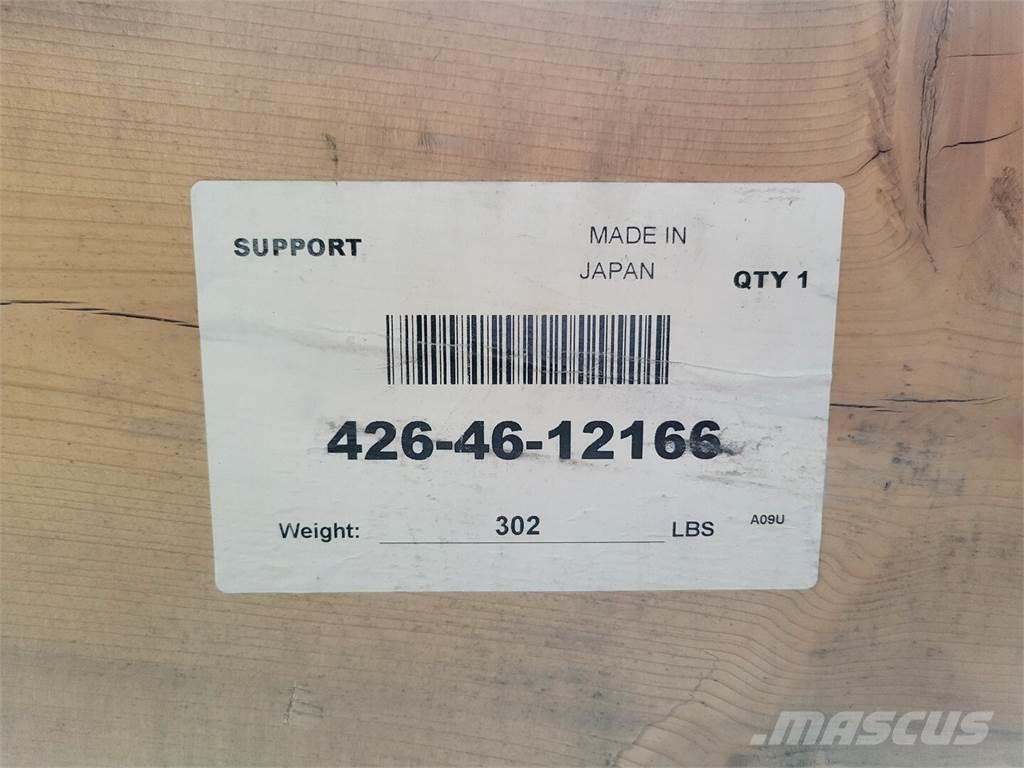 SUPPORT
MADE IN
JAPAN
QTY 1
426-46-12166
Weight: 302 LBS
A09U
.MASCUS